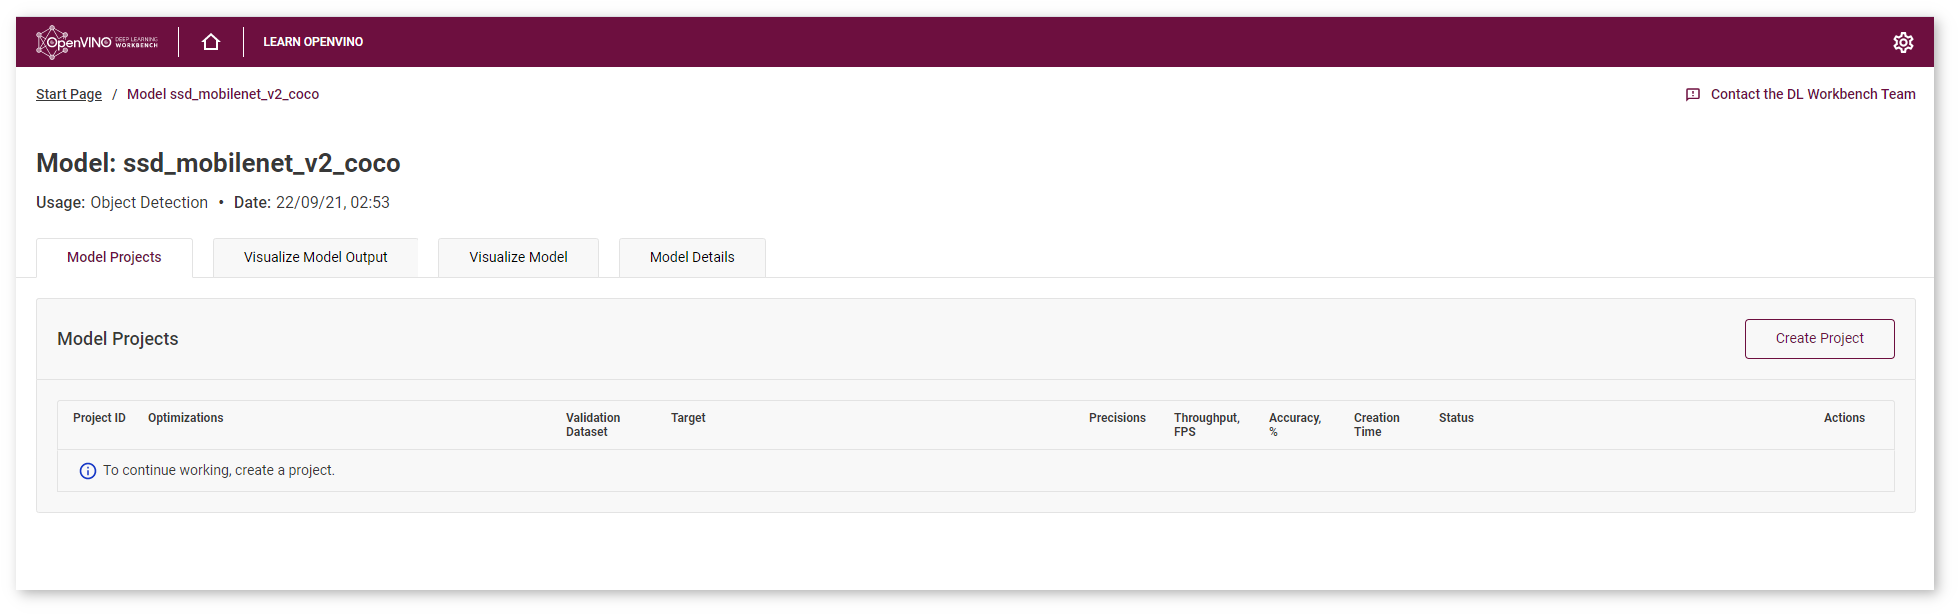 OpenVINO DEEP LEARNING WORKBENCH
LEARN OPENVINO
Start Page / Model ssd_mobilenet_v2_coco
Contact the DL Workbench Team
Model: ssd_mobilenet_v2_coco
Usage: Object Detection • Date: 22/09/21, 02:53
Model Projects
Visualize Model Output
Visualize Model
Model Details
Model Projects
Create Project
Project ID
Optimizations
Validation
Dataset
Target
Precisions
Throughput,
FPS
Accuracy,
%
Creation
Time
Status
Actions
To continue working, create a project.